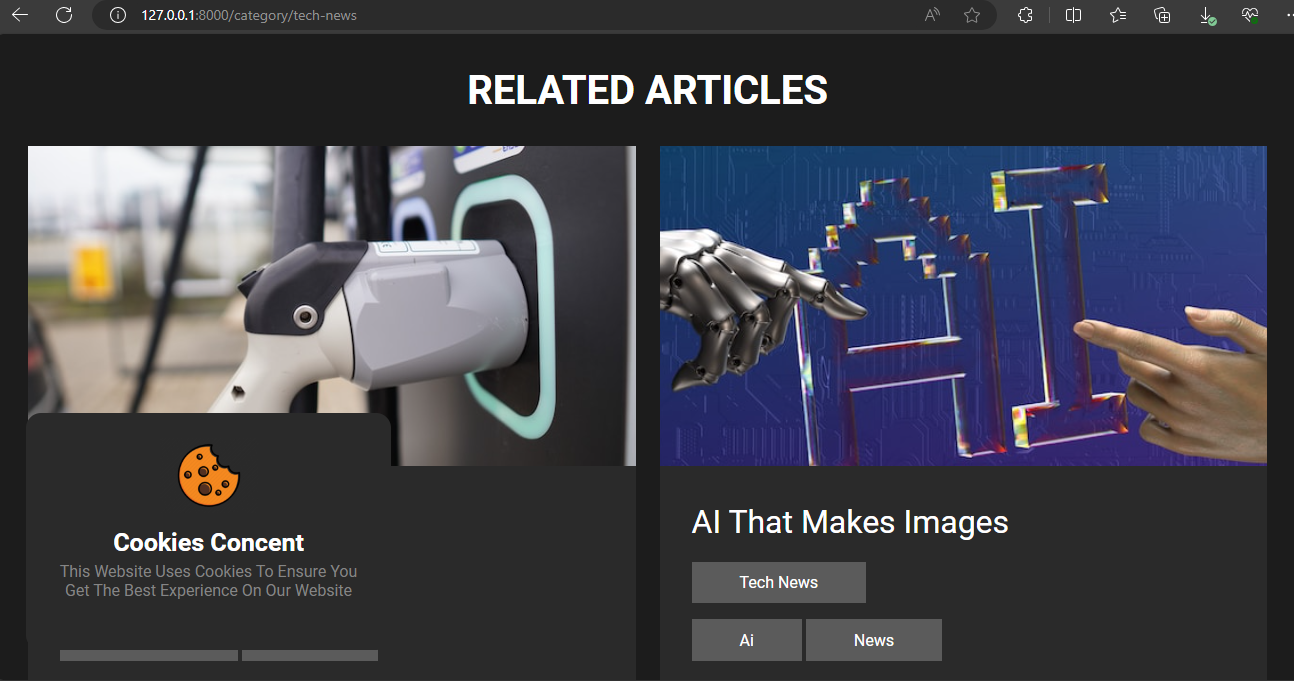 127.0.0.1:8000/category/tech-news
RELATED ARTICLES
AI
Cookies Concent
This Website Uses Cookies To Ensure You
Get The Best Experience On Our Website
AI That Makes Images
Tech News
Ai
News